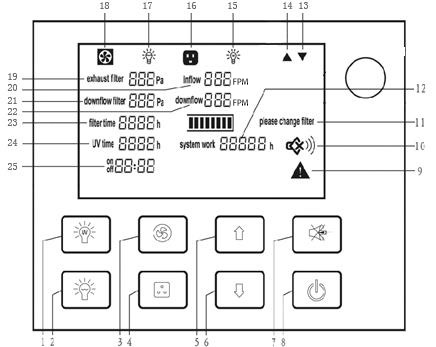 18 17 16 15 14 13
19 exhaust filter 888 Pa Inflow 888 FPM
20
21 downflow filter 888 Pa downflow 888 FPM 12
22
23 filter time 8888 h please change filter 11
24 UV time 8888 h system work 88888 h 10
25 on off 88:88 9
W
1 2 3 4 5 6 7 8